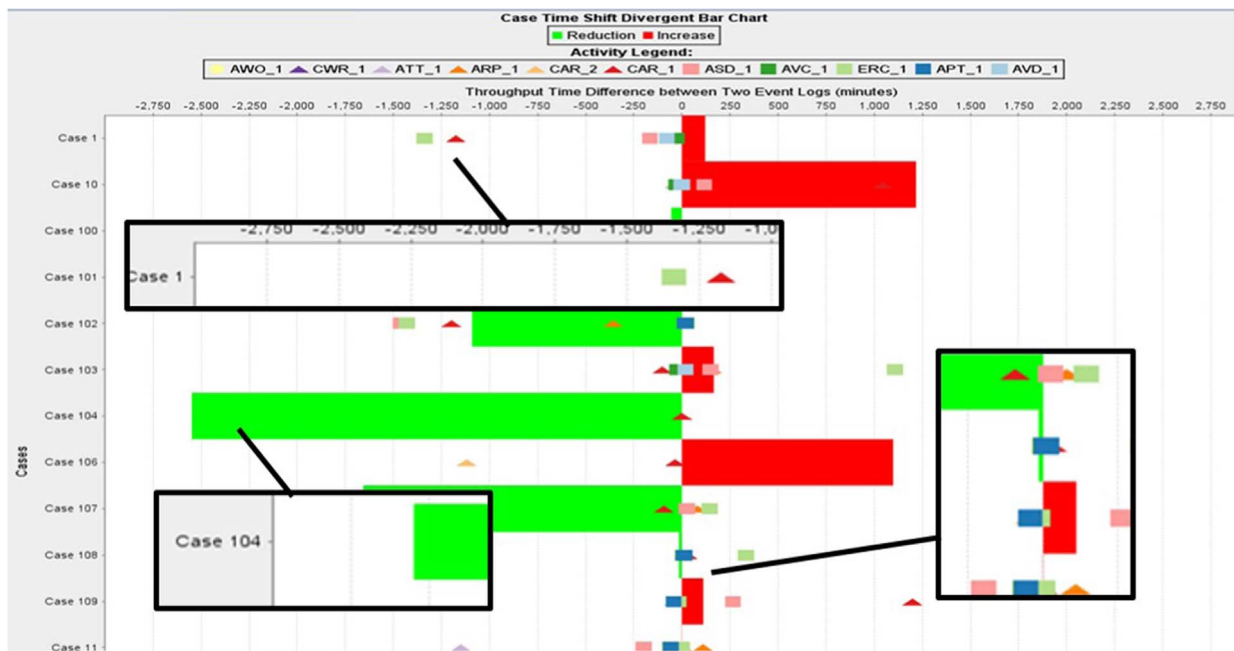 Case Time Shift Divergent Bar Chart
Reduction Increase
Activity Legend:
AWO_1 CWR_1 ATT_1 ARP_1 CAR_2 CAR_1 ASD_1 AVC_1 ERC_1 APT_1 AVD_1
Throughput Time Difference between Two Event Logs (minutes)
-2,750 -2,500 -2,250 -2,000 -1,750 -1,500 -1,250 -1,000 -750 -500 -250 0 250 500 750 1,000 1,250 1,500 1,750 2,000 2,250 2,500 2,750
Case 1
Case 10
Case 100
-2,750 -2,500 -2,250 -2,000 -1,750 -1,500 -1,250 -1,0
Case 1
Case 101
Case 102
Case 103
Case 104
Cases
Case 106
Case 107
Case 104
Case 108
Case 109
Case 11